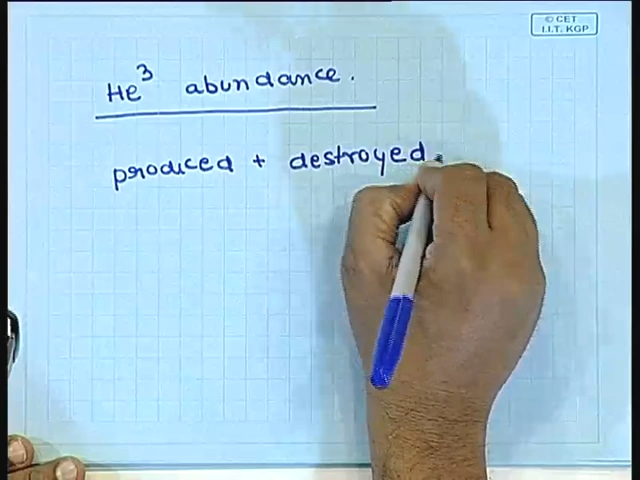 © CET
I.I.T. KGP
He³ abundance.
produced + destroyed.